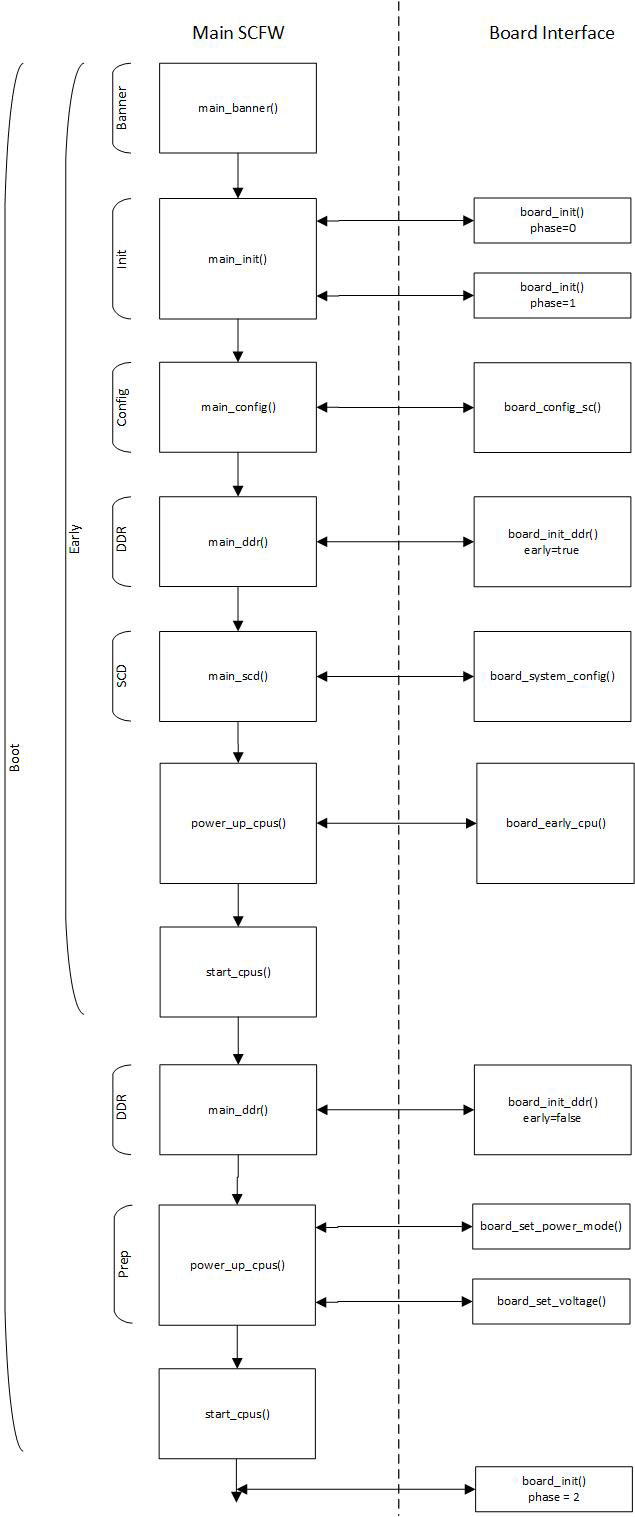 Main SCFW
Board Interface
Banner
main_banner()
Init
main_init()
board_init()
phase=0
board_init()
phase=1
Config
main_config()
board_config_sc()
Early
DDR
main_ddr()
board_init_ddr()
early=true
SCD
main_scd()
board_system_config()
Boot
power_up_cpus()
board_early_cpu()
start_cpus()
DDR
main_ddr()
board_init_ddr()
early=false
Prep
power_up_cpus()
board_set_power_mode()
board_set_voltage()
start_cpus()
board_init()
phase = 2